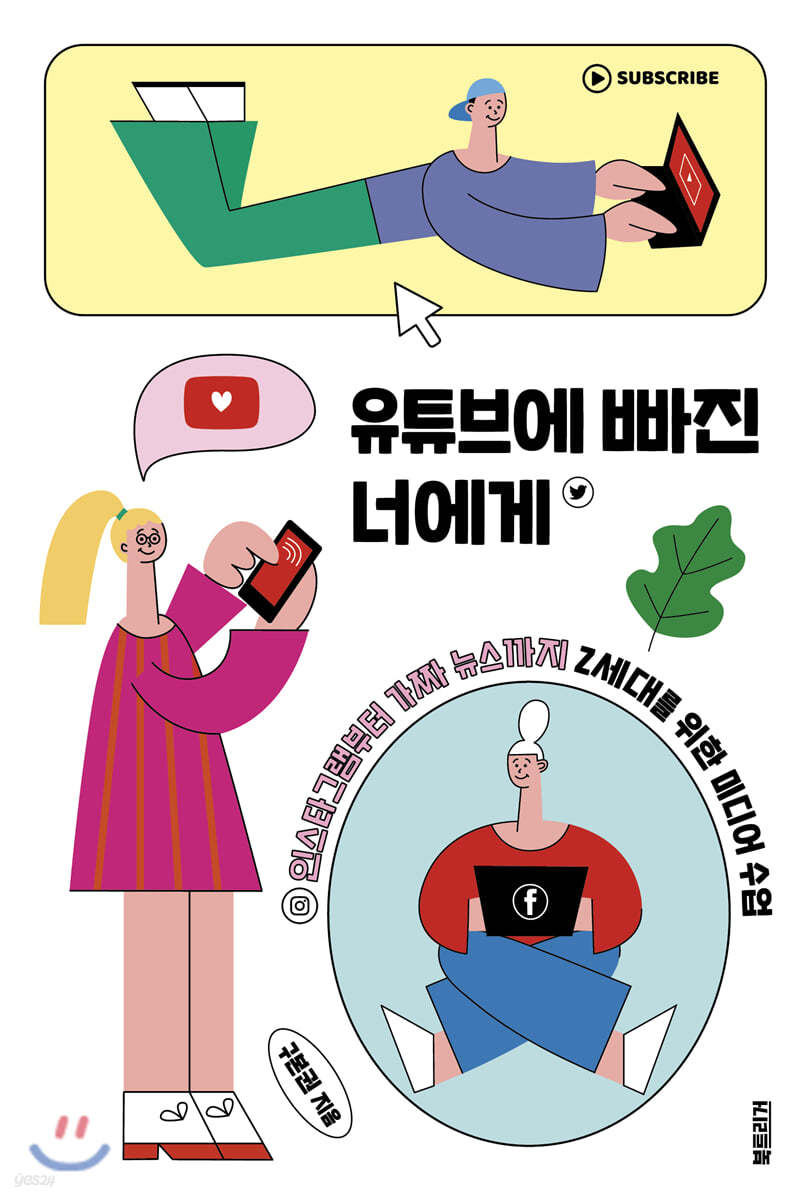 SUBSCRIBE
유튜브에 빠진
너에게
인스타그램부터 가짜 뉴스까지 Z세대를 위한 미디어 수업
구본권 지음
북트리거
yes24